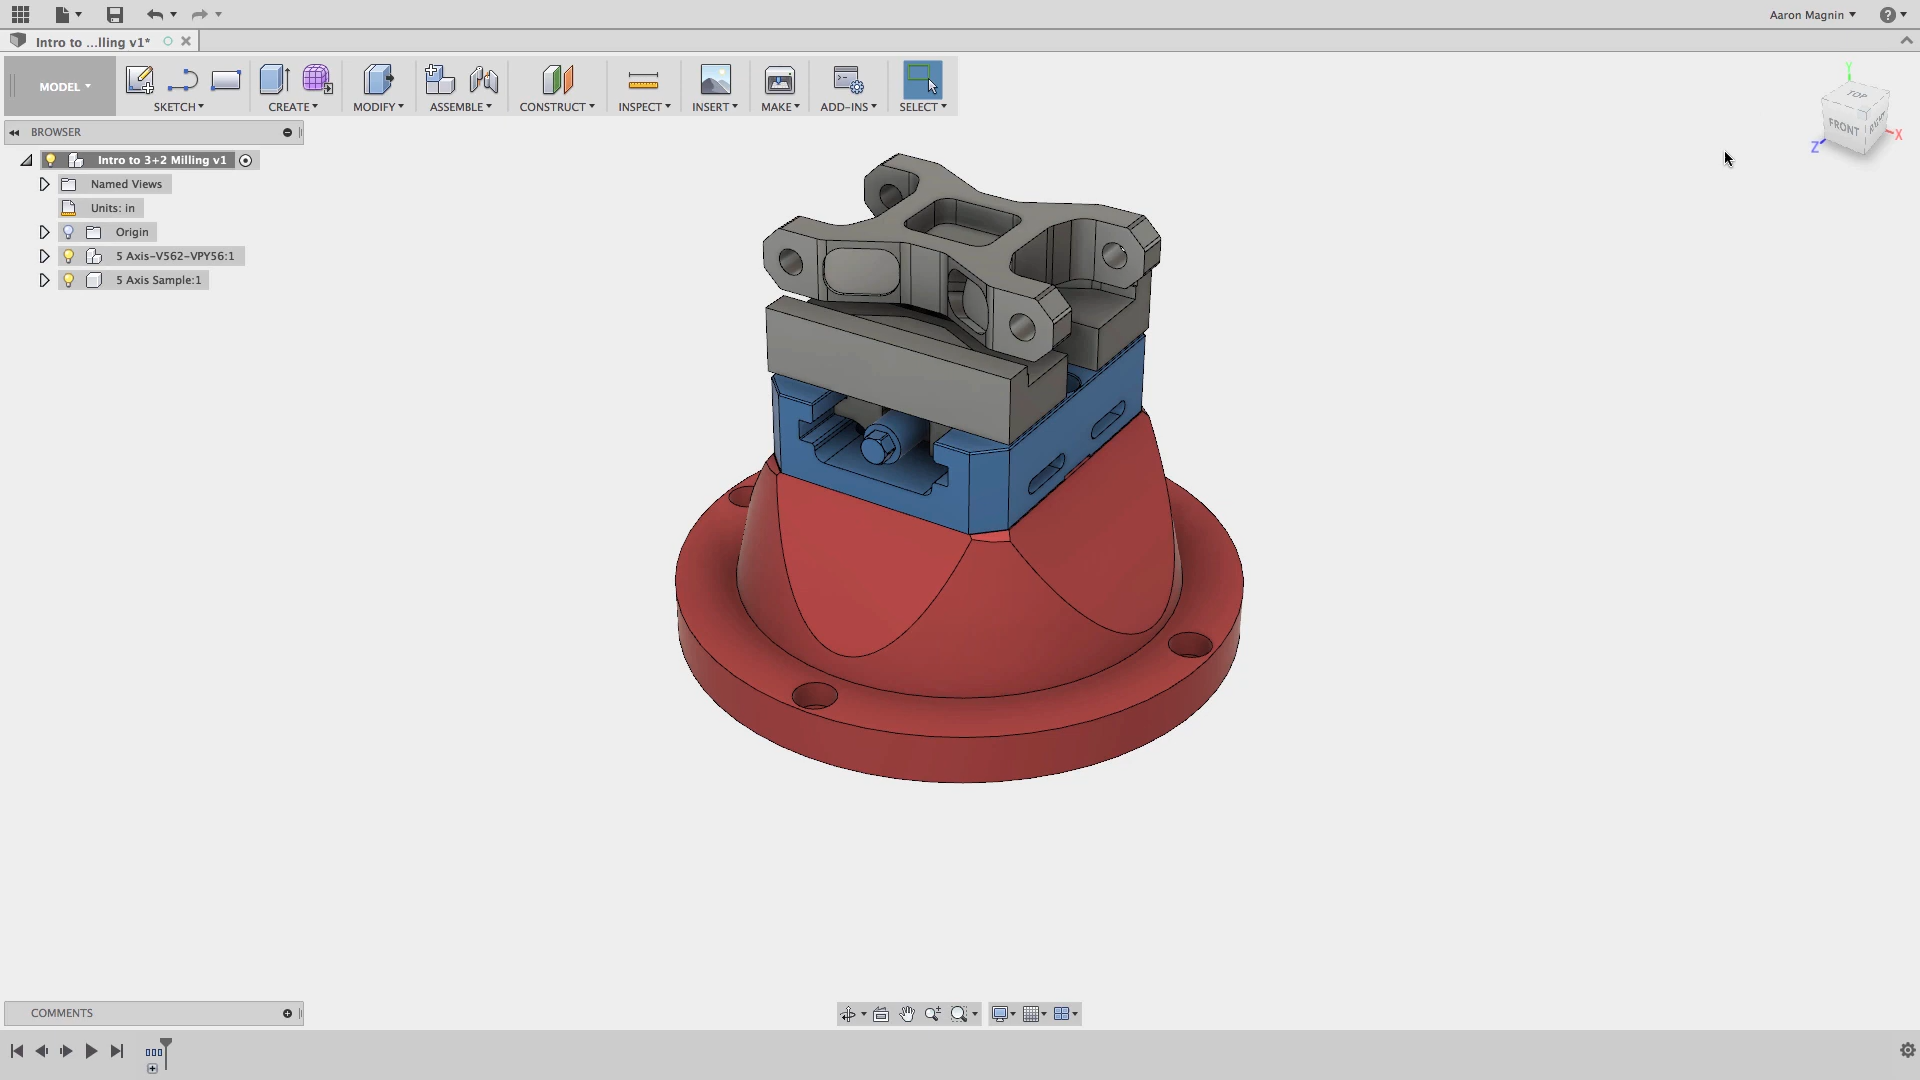 Aaron Magnin
Intro to ...lling v1*
MODEL
SKETCH
CREATE
MODIFY
ASSEMBLE
CONSTRUCT
INSPECT
INSERT
MAKE
ADD-INS
SELECT
BROWSER
Intro to 3+2 Milling v1
Named Views
Units: in
Origin
5 Axis-V562-VPY56:1
5 Axis Sample:1
Y
TOP
FRONT
RIGHT
X
Z
COMMENTS